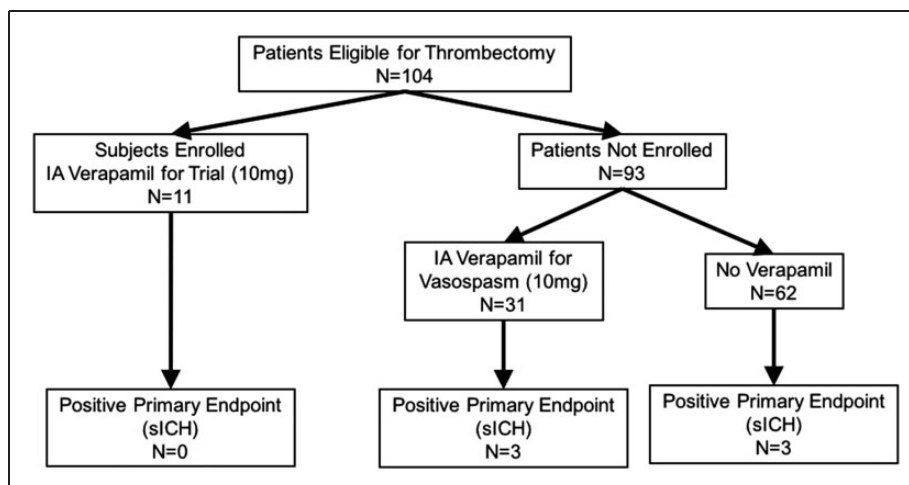 Patients Eligible for Thrombectomy
N=104
Subjects Enrolled
IA Verapamil for Trial (10mg)
N=11
Patients Not Enrolled
N=93
IA Verapamil for
Vasospasm (10mg)
N=31
No Verapamil
N=62
Positive Primary Endpoint
(sICH)
N=0
Positive Primary Endpoint
(sICH)
N=3
Positive Primary Endpoint
(sICH)
N=3